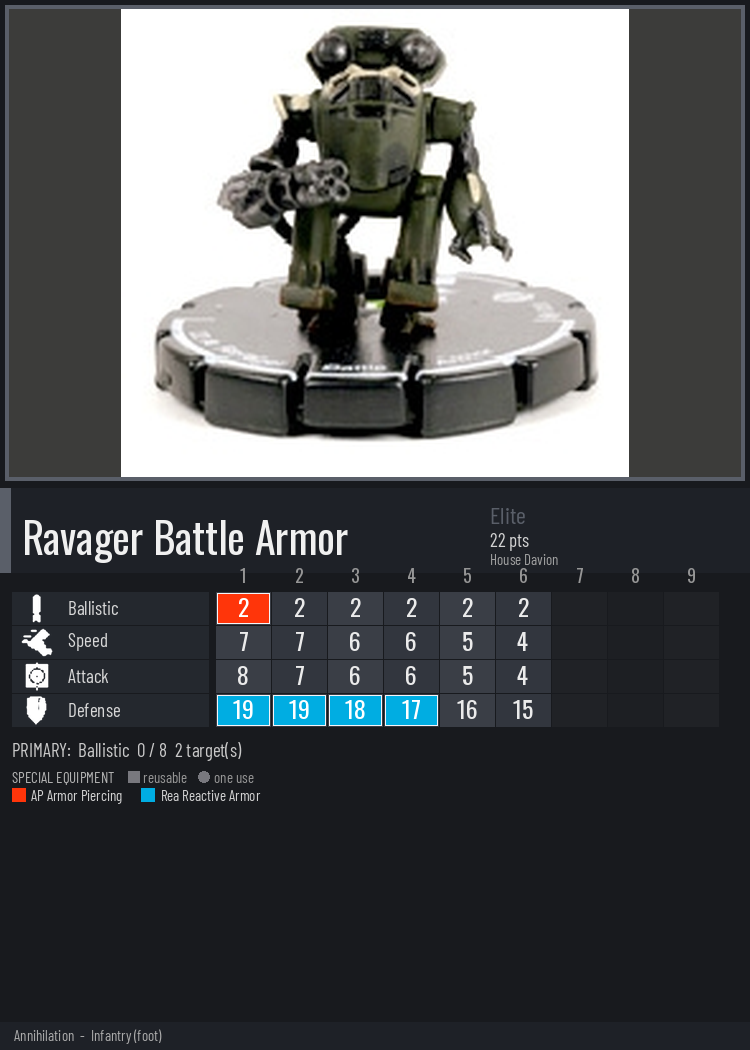 Battle
Ravager Battle Armor
Elite
22 pts
House Davion
1 2 3 4 5 6 7 8 9
Ballistic 2 2 2 2 2 2
Speed 7 7 6 6 5 4
Attack 8 7 6 6 5 4
Defense 19 19 18 17 16 15
PRIMARY: Ballistic 0 / 8 2 target(s)
SPECIAL EQUIPMENT reusable one use
AP Armor Piercing Rea Reactive Armor
Annihilation - Infantry (foot)